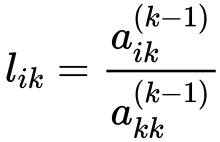 l_{ik} = \frac{a_{ik}^{(k-1)}}{a_{kk}^{(k-1)}}